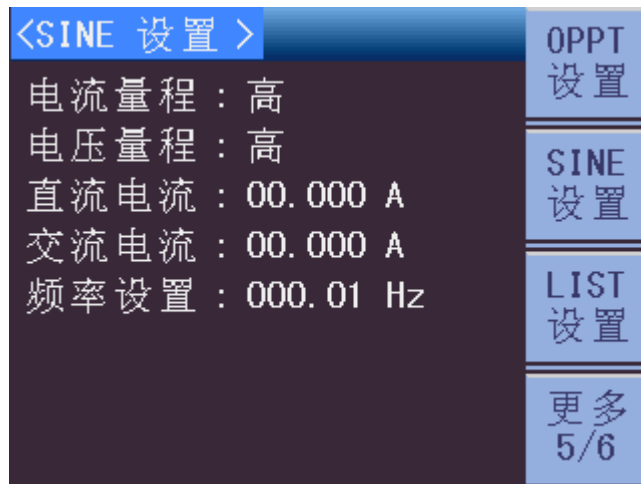 <SINE 设置 >
电流量程：高
电压量程：高
直流电流：00.000 A
交流电流：00.000 A
频率设置：000.01 Hz
OPPT
设置
SINE
设置
LIST
设置
更多
5/6